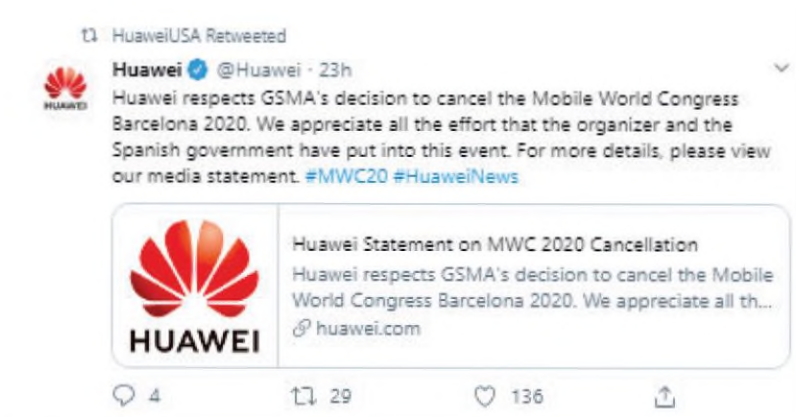 HuaweiUSA Retweeted
Huawei @Huawei · 23h
HUAWEI
Huawei respects GSMA's decision to cancel the Mobile World Congress
Barcelona 2020. We appreciate all the effort that the organizer and the
Spanish government have put into this event. For more details, please view
our media statement. #MWC20 #HuaweiNews
HUAWEI
Huawei Statement on MWC 2020 Cancellation
Huawei respects GSMA's decision to cancel the Mobile
World Congress Barcelona 2020. We appreciate all th...
huawei.com
4 29 136